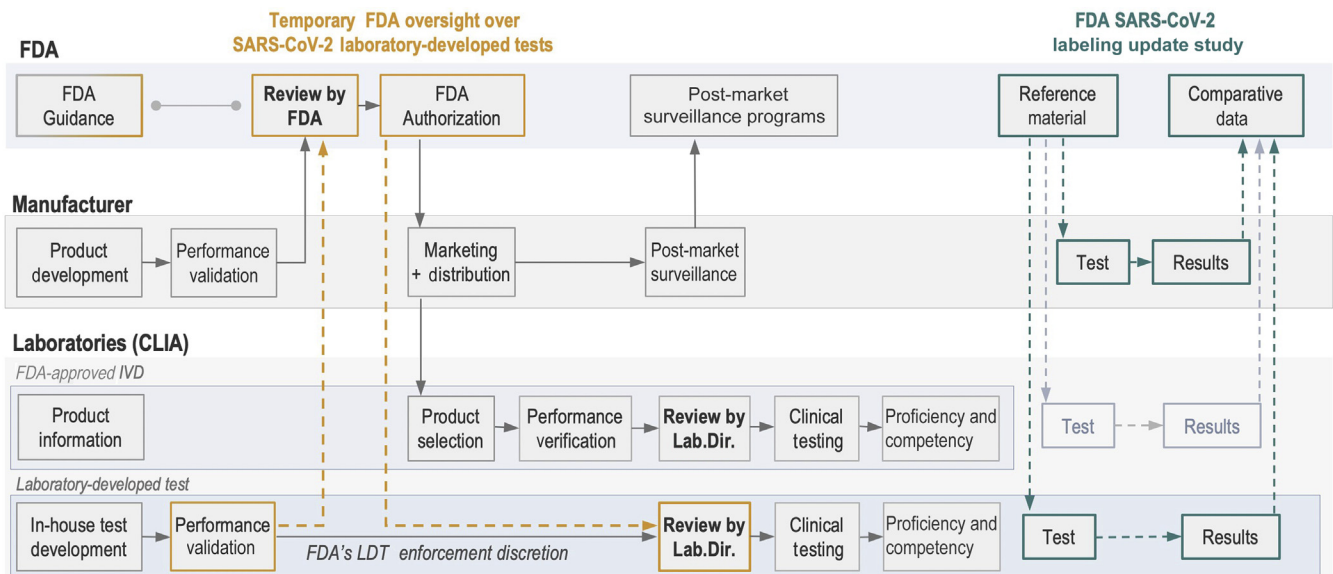 Temporary FDA oversight over
SARS-CoV-2 laboratory-developed tests
FDA SARS-CoV-2
labeling update study
FDA
FDA
Guidance
Review by
FDA
FDA
Authorization
Post-market
surveillance programs
Reference
material
Comparative
data
Manufacturer
Product
development
Performance
validation
Marketing
+ distribution
Post-market
surveillance
Test
Results
Laboratories (CLIA)
FDA-approved IVD
Product
information
Product
selection
Performance
verification
Review by
Lab.Dir.
Clinical
testing
Proficiency and
competency
Test
Results
Laboratory-developed test
In-house test
development
Performance
validation
FDA's LDT enforcement discretion
Review by
Lab.Dir.
Clinical
testing
Proficiency and
competency
Test
Results